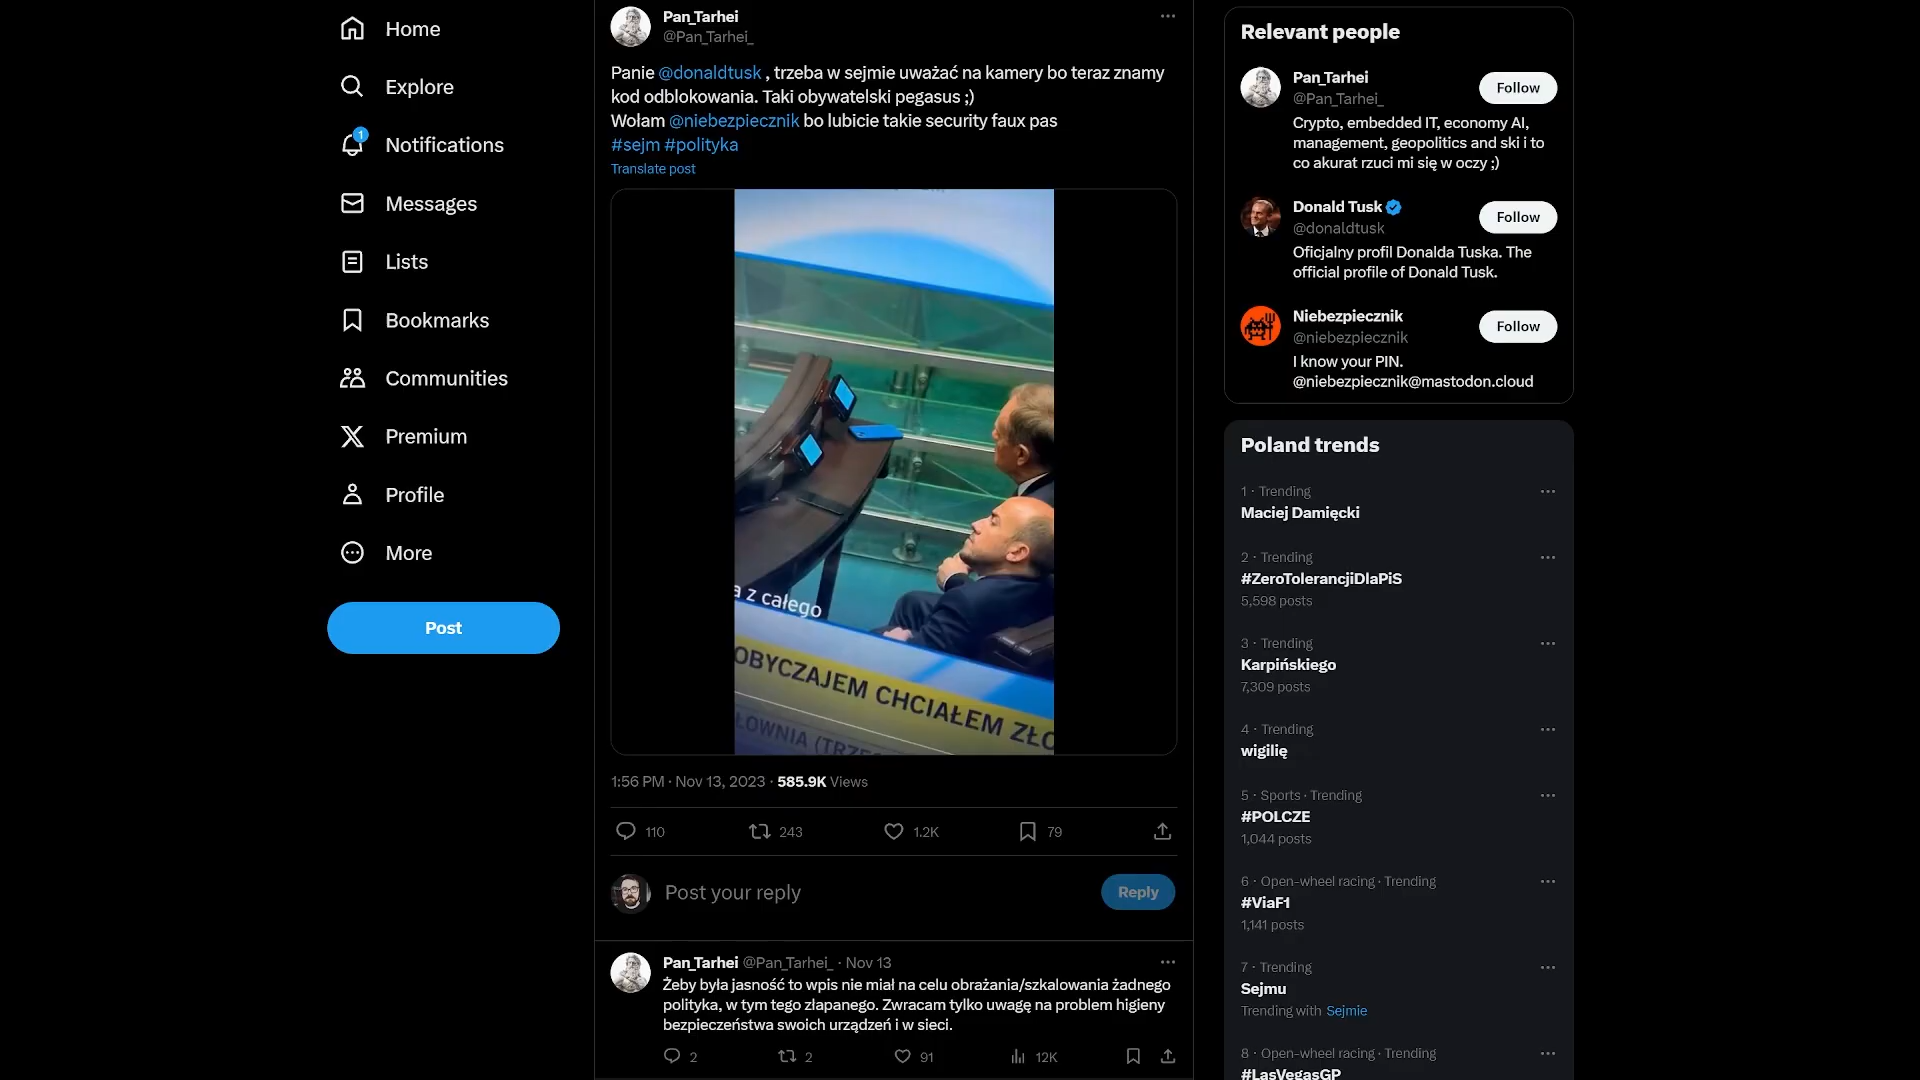 Home
Explore
1
Notifications
Messages
Lists
Bookmarks
Communities
Premium
Profile
More
Post
Pan_Tarhei
@Pan_Tarhei_
Panie @donaldtusk , trzeba w sejmie uważać na kamery bo teraz znamy
kod odblokowania. Taki obywatelski pegasus ;)
Wołam @niebezpiecznik bo lubicie takie security faux pas
#sejm #polityka
Translate post
a z całego
OBYCZAJEM CHCIAŁEM ZŁO
1:56 PM · Nov 13, 2023 · 585.9K Views
110
243
1.2K
79
Post your reply
Reply
Pan_Tarhei @Pan_Tarhei_ · Nov 13
Żeby była jasność to wpis nie miał na celu obrażania/szkalowania żadnego
polityka, w tym tego złapanego. Zwracam tylko uwagę na problem higieny
bezpieczeństwa swoich urządzeń i w sieci.
2
2
91
12K
Relevant people
Pan_Tarhei
@Pan_Tarhei_
Follow
Crypto, embedded IT, economy AI,
management, geopolitics and ski i to
co akurat rzuci mi się w oczy ;)
Donald Tusk
@donaldtusk
Follow
Oficjalny profil Donalda Tuska. The
official profile of Donald Tusk.
Niebezpiecznik
@niebezpiecznik
Follow
I know your PIN.
@niebezpiecznik@mastodon.cloud
Poland trends
1 · Trending
Maciej Damięcki
2 · Trending
#ZeroTolerancjiDlaPiS
5,598 posts
3 · Trending
Karpińskiego
7,309 posts
4 · Trending
wigilię
5 · Sports · Trending
#POLCZE
1,044 posts
6 · Open-wheel racing · Trending
#ViaF1
1,141 posts
7 · Trending
Sejmu
Trending with Sejmie
8 · Open-wheel racing · Trending
#LasVegasGP